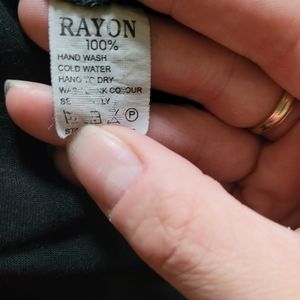 RAYON
100%
HAND WASH
COLD WATER
HANG TO DRY
COLOUR
P